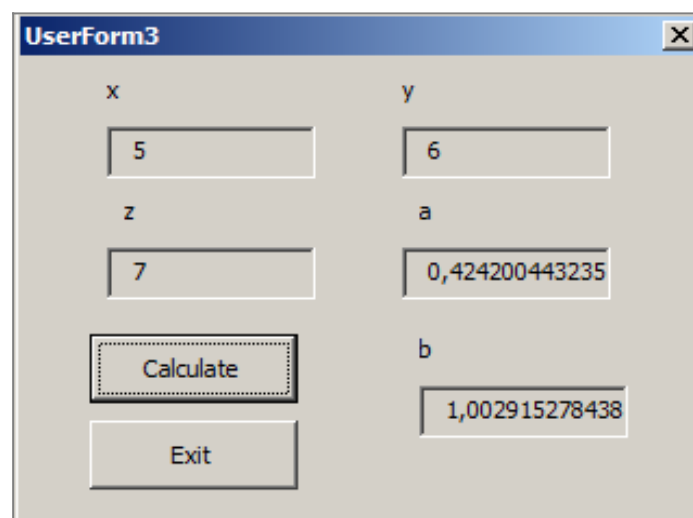 UserForm3
x y
5 6
z a
7 0,424200443235
Calculate b
1,002915278438
Exit